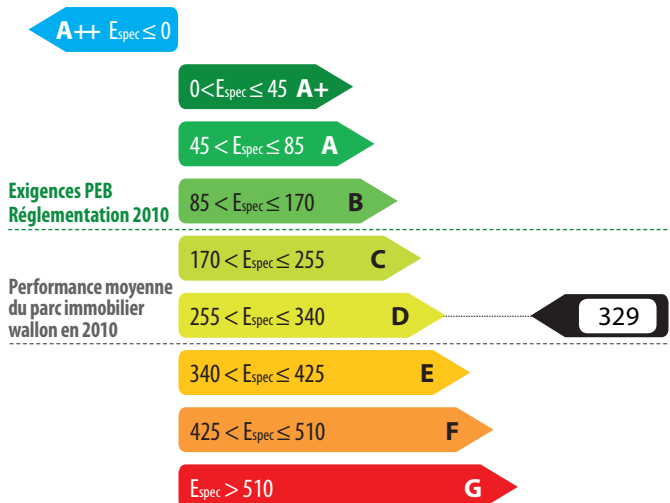 A++ Espec ≤ 0
0 < Espec ≤ 45 A+
45 < Espec ≤ 85 A
Exigences PEB
Réglementation 2010
85 < Espec ≤ 170 B
170 < Espec ≤ 255 C
Performance moyenne
du parc immobilier
wallon en 2010
255 < Espec ≤ 340 D
329
340 < Espec ≤ 425 E
425 < Espec ≤ 510 F
Espec > 510 G